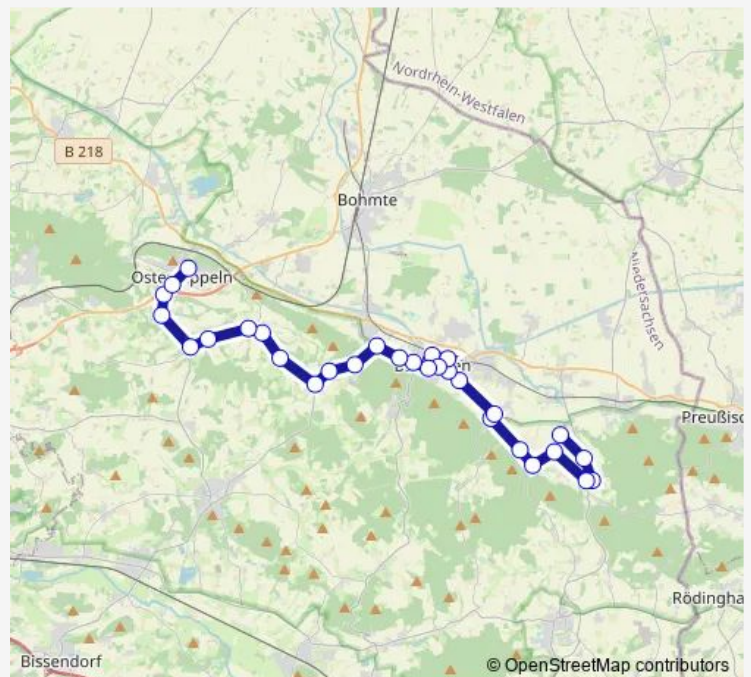 Nordrhein-Westfalen
B 218
Bohmte
Niedersachsen
Preußisc
Rödingha
Bissendorf
© OpenStreetMap contributors